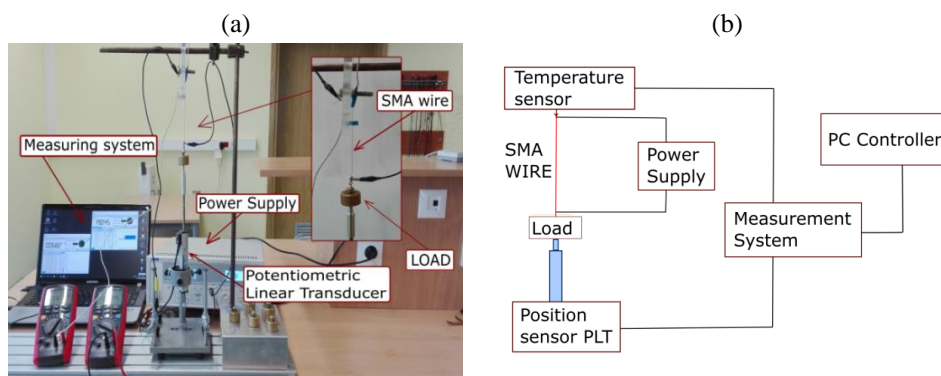 (a)
(b)
SMA wire
Measuring system
Power Supply
LOAD
Potentiometric
Linear Transducer
Temperature
sensor
SMA
WIRE
Power
Supply
PC Controller
Load
Measurement
System
Position
sensor PLT